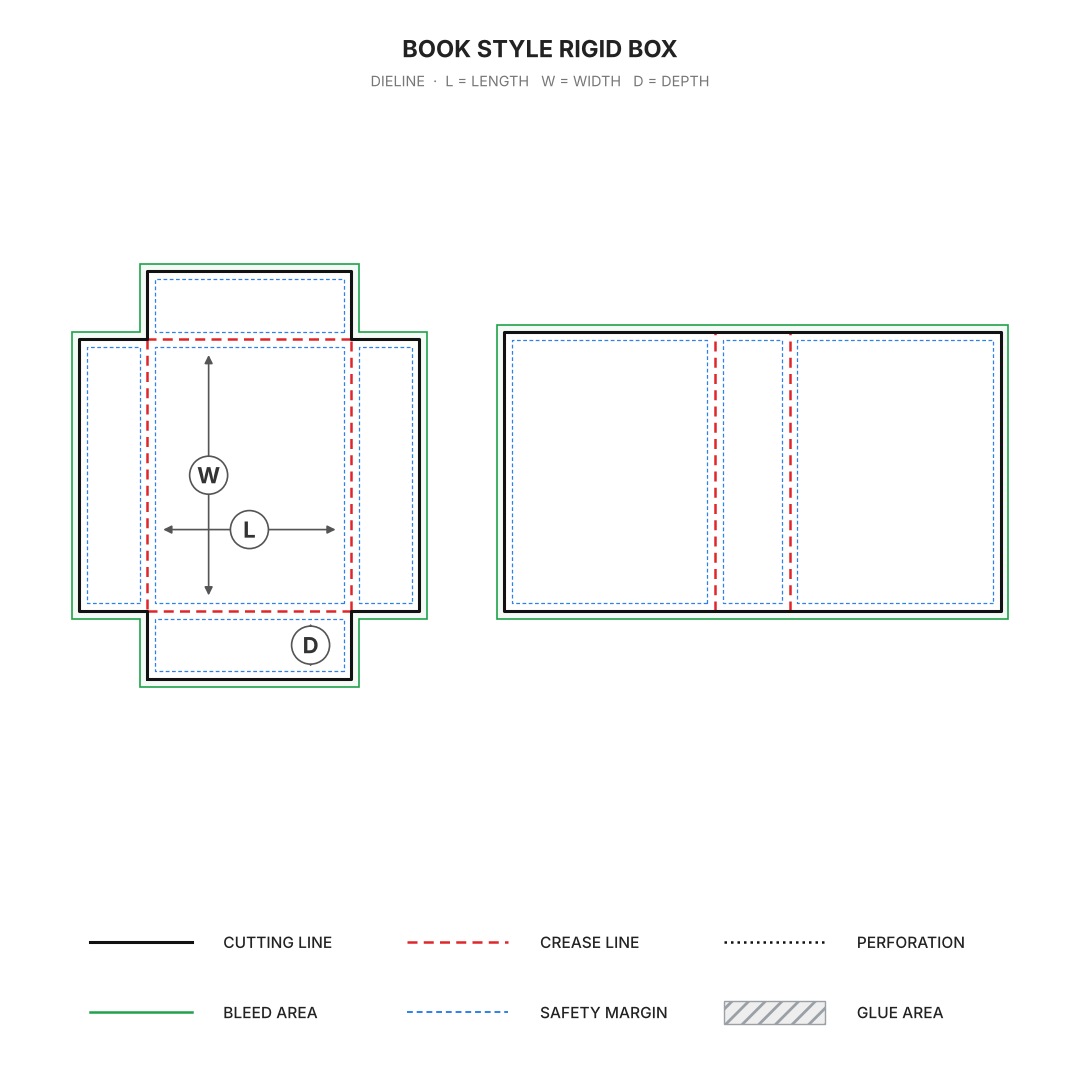 BOOK STYLE RIGID BOX
DIELINE · L = LENGTH W = WIDTH D = DEPTH
W
L
D
CUTTING LINE
CREASE LINE
PERFORATION
BLEED AREA
SAFETY MARGIN
GLUE AREA